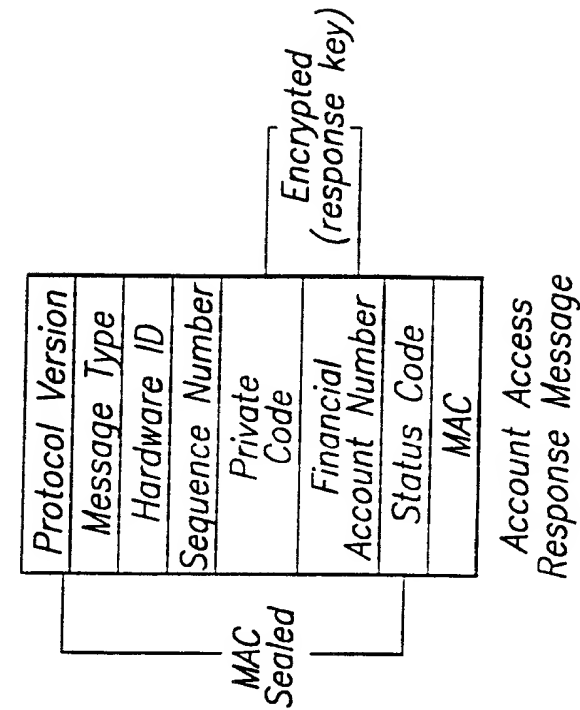 Protocol Version
Message Type
Hardware ID
Sequence Number
Private
Code
Financial
Account Number
Status Code
MAC
MAC
Sealed
Encrypted
(response key)
Account Access
Response Message